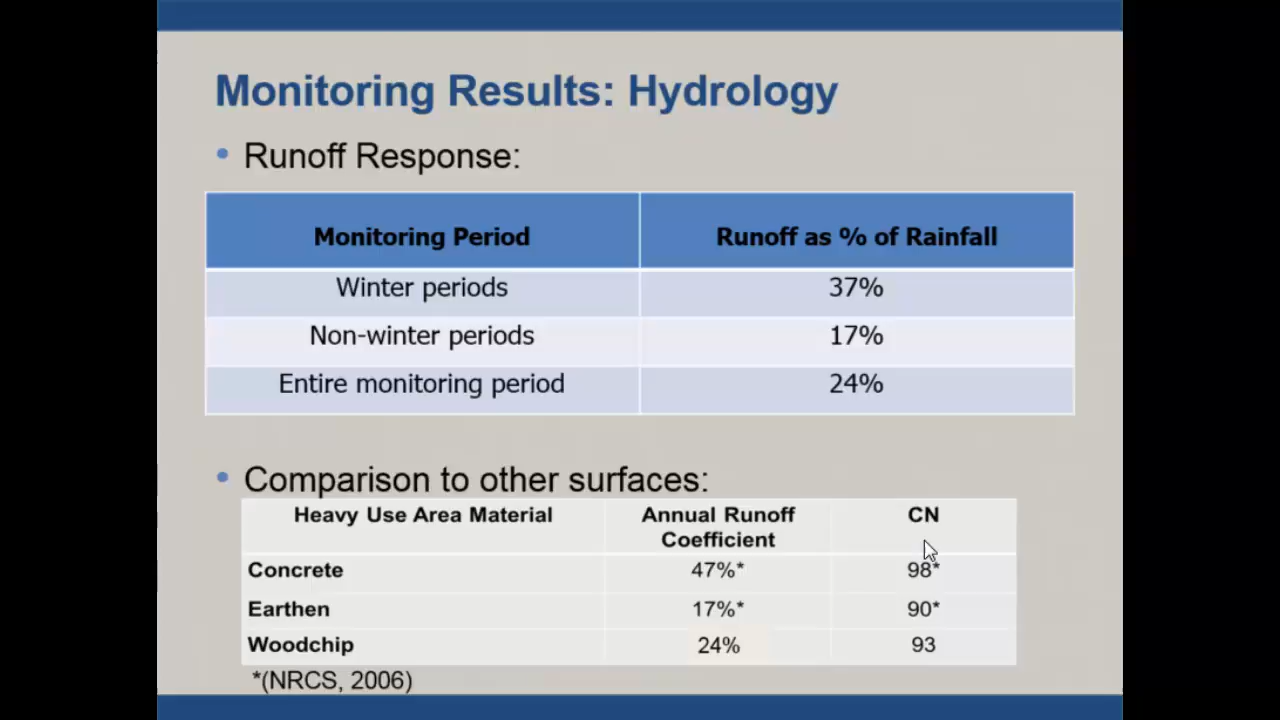 Monitoring Results: Hydrology
• Runoff Response:
Monitoring Period Runoff as % of Rainfall
Winter periods 37%
Non-winter periods 17%
Entire monitoring period 24%
• Comparison to other surfaces:
Heavy Use Area Material Annual Runoff Coefficient CN
Concrete 47%* 98*
Earthen 17%* 90*
Woodchip 24% 93
*(NRCS, 2006)